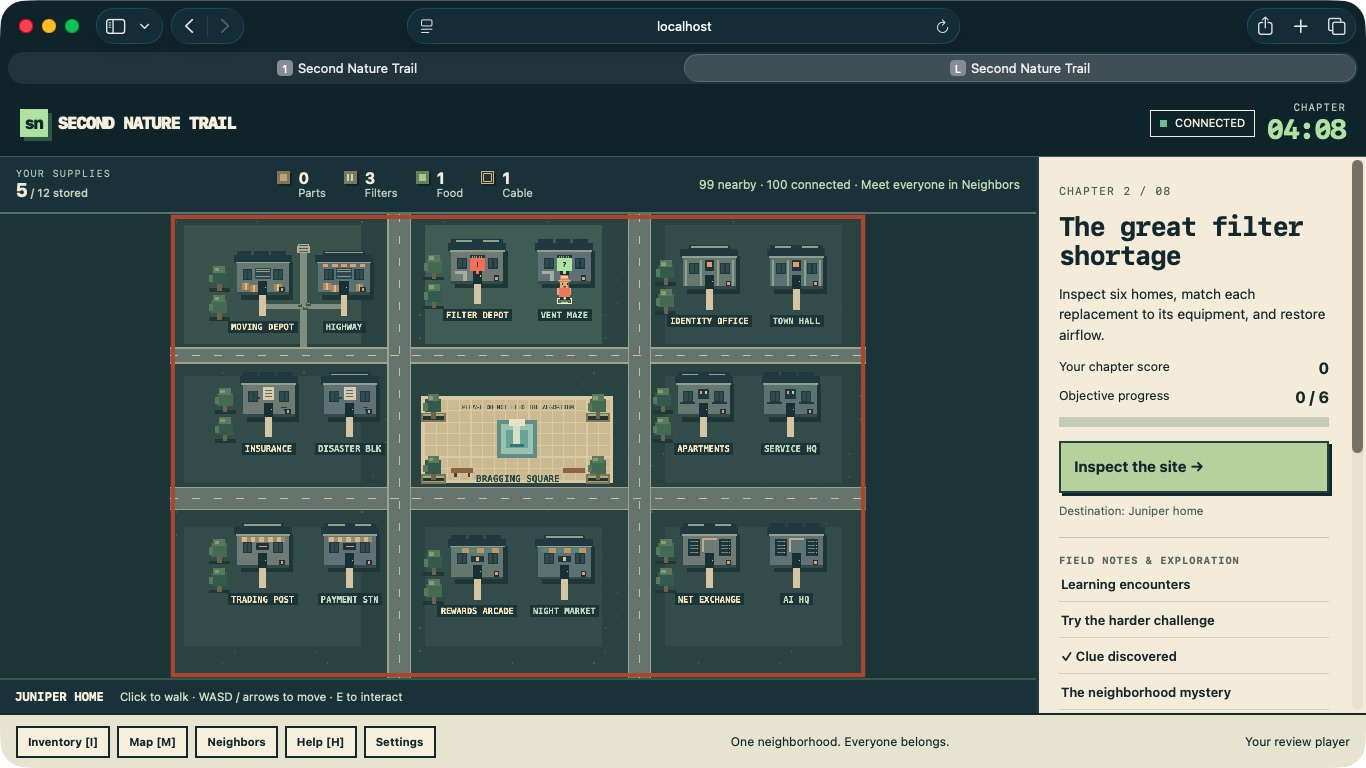 localhost
1 Second Nature Trail
L Second Nature Trail
sn SECOND NATURE TRAIL
CONNECTED
CHAPTER
04:08
YOUR SUPPLIES
5 / 12 stored
0 Parts
3 Filters
1 Food
1 Cable
99 nearby · 100 connected · Meet everyone in Neighbors
MOVING DEPOT
HIGHWAY
!
FILTER DEPOT
?
VENT MAZE
IDENTITY OFFICE
TOWN HALL
INSURANCE
DISASTER BLK
BRAGGING SQUARE
APARTMENTS
SERVICE HQ
TRADING POST
PAYMENT STN
REWARDS ARCADE
NIGHT MARKET
NET EXCHANGE
AI HQ
JUNIPER HOME
Click to walk · WASD / arrows to move · E to interact
CHAPTER 2 / 08
The great filter
shortage
Inspect six homes, match each
replacement to its equipment, and restore
airflow.
Your chapter score 0
Objective progress 0 / 6
Inspect the site →
Destination: Juniper home
FIELD NOTES & EXPLORATION
Learning encounters
Try the harder challenge
✓ Clue discovered
The neighborhood mystery
Inventory [I]
Map [M]
Neighbors
Help [H]
Settings
One neighborhood. Everyone belongs.
Your review player